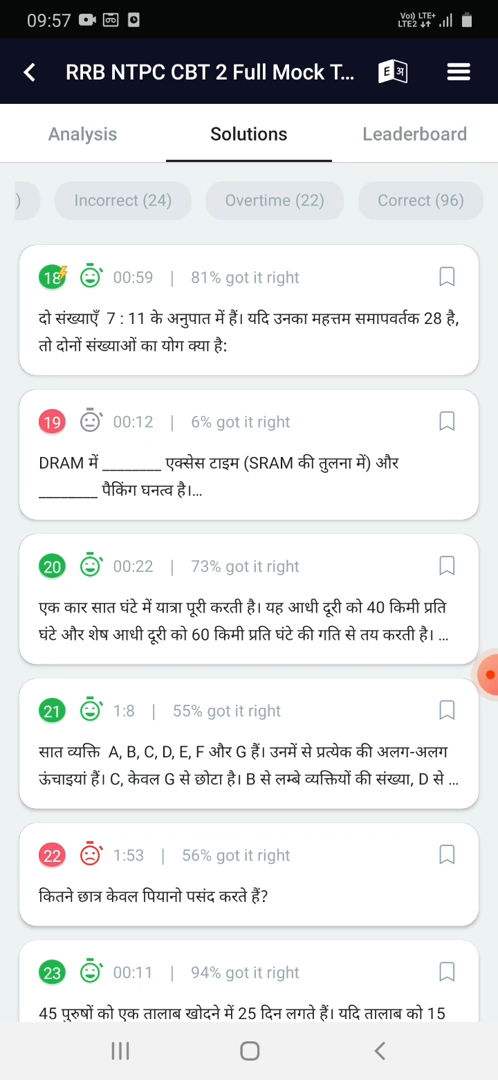 09:57
Vo)) LTE+
LTE2
RRB NTPC CBT 2 Full Mock T...
E अ
Analysis
Solutions
Leaderboard
)
Incorrect (24)
Overtime (22)
Correct (96)
18 00:59 | 81% got it right
दो संख्याएँ 7 : 11 के अनुपात में हैं। यदि उनका महत्तम समापवर्तक 28 है,
तो दोनों संख्याओं का योग क्या है:
19 00:12 | 6% got it right
DRAM में ________ एक्सेस टाइम (SRAM की तुलना में) और
________ पैकिंग घनत्व है।...
20 00:22 | 73% got it right
एक कार सात घंटे में यात्रा पूरी करती है। यह आधी दूरी को 40 किमी प्रति
घंटे और शेष आधी दूरी को 60 किमी प्रति घंटे की गति से तय करती है। ...
21 1:8 | 55% got it right
सात व्यक्ति A, B, C, D, E, F और G हैं। उनमें से प्रत्येक की अलग-अलग
ऊंचाइयां हैं। C, केवल G से छोटा है। B से लम्बे व्यक्तियों की संख्या, D से ...
22 1:53 | 56% got it right
कितने छात्र केवल पियानो पसंद करते हैं?
23 00:11 | 94% got it right
45 पुरुषों को एक तालाब खोदने में 25 दिन लगते हैं। यदि तालाब को 15